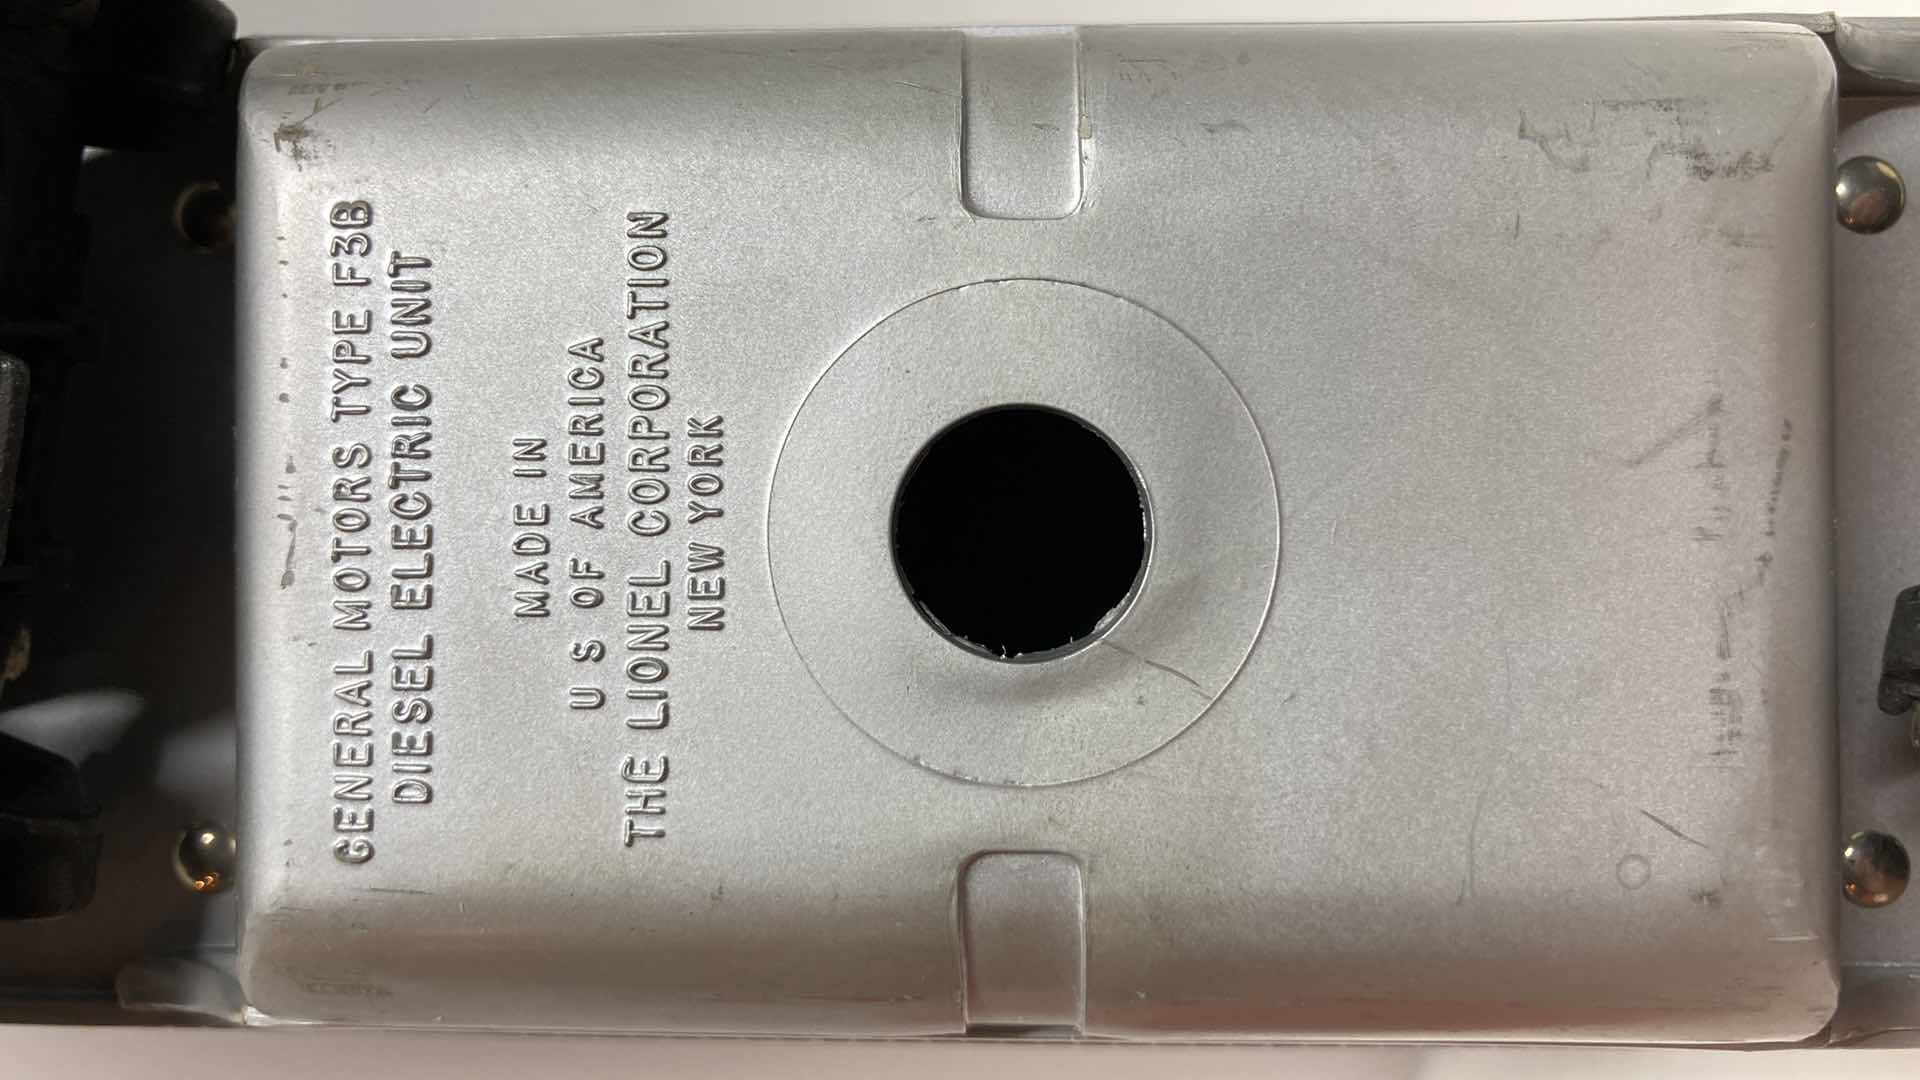 GENERAL MOTORS TYPE F3B
DIESEL ELECTRIC UNIT
MADE IN
U S OF AMERICA
THE LIONEL CORPORATION
NEW YORK